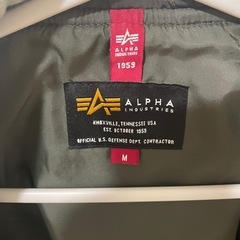 ALPHA
INDUSTRIES
1959
ALPHA
INDUSTRIES
KNOXVILLE, TENNESSEE USA
EST. OCTOBER 1959
OFFICIAL U.S. DEFENSE DEPT. CONTRACTOR
M